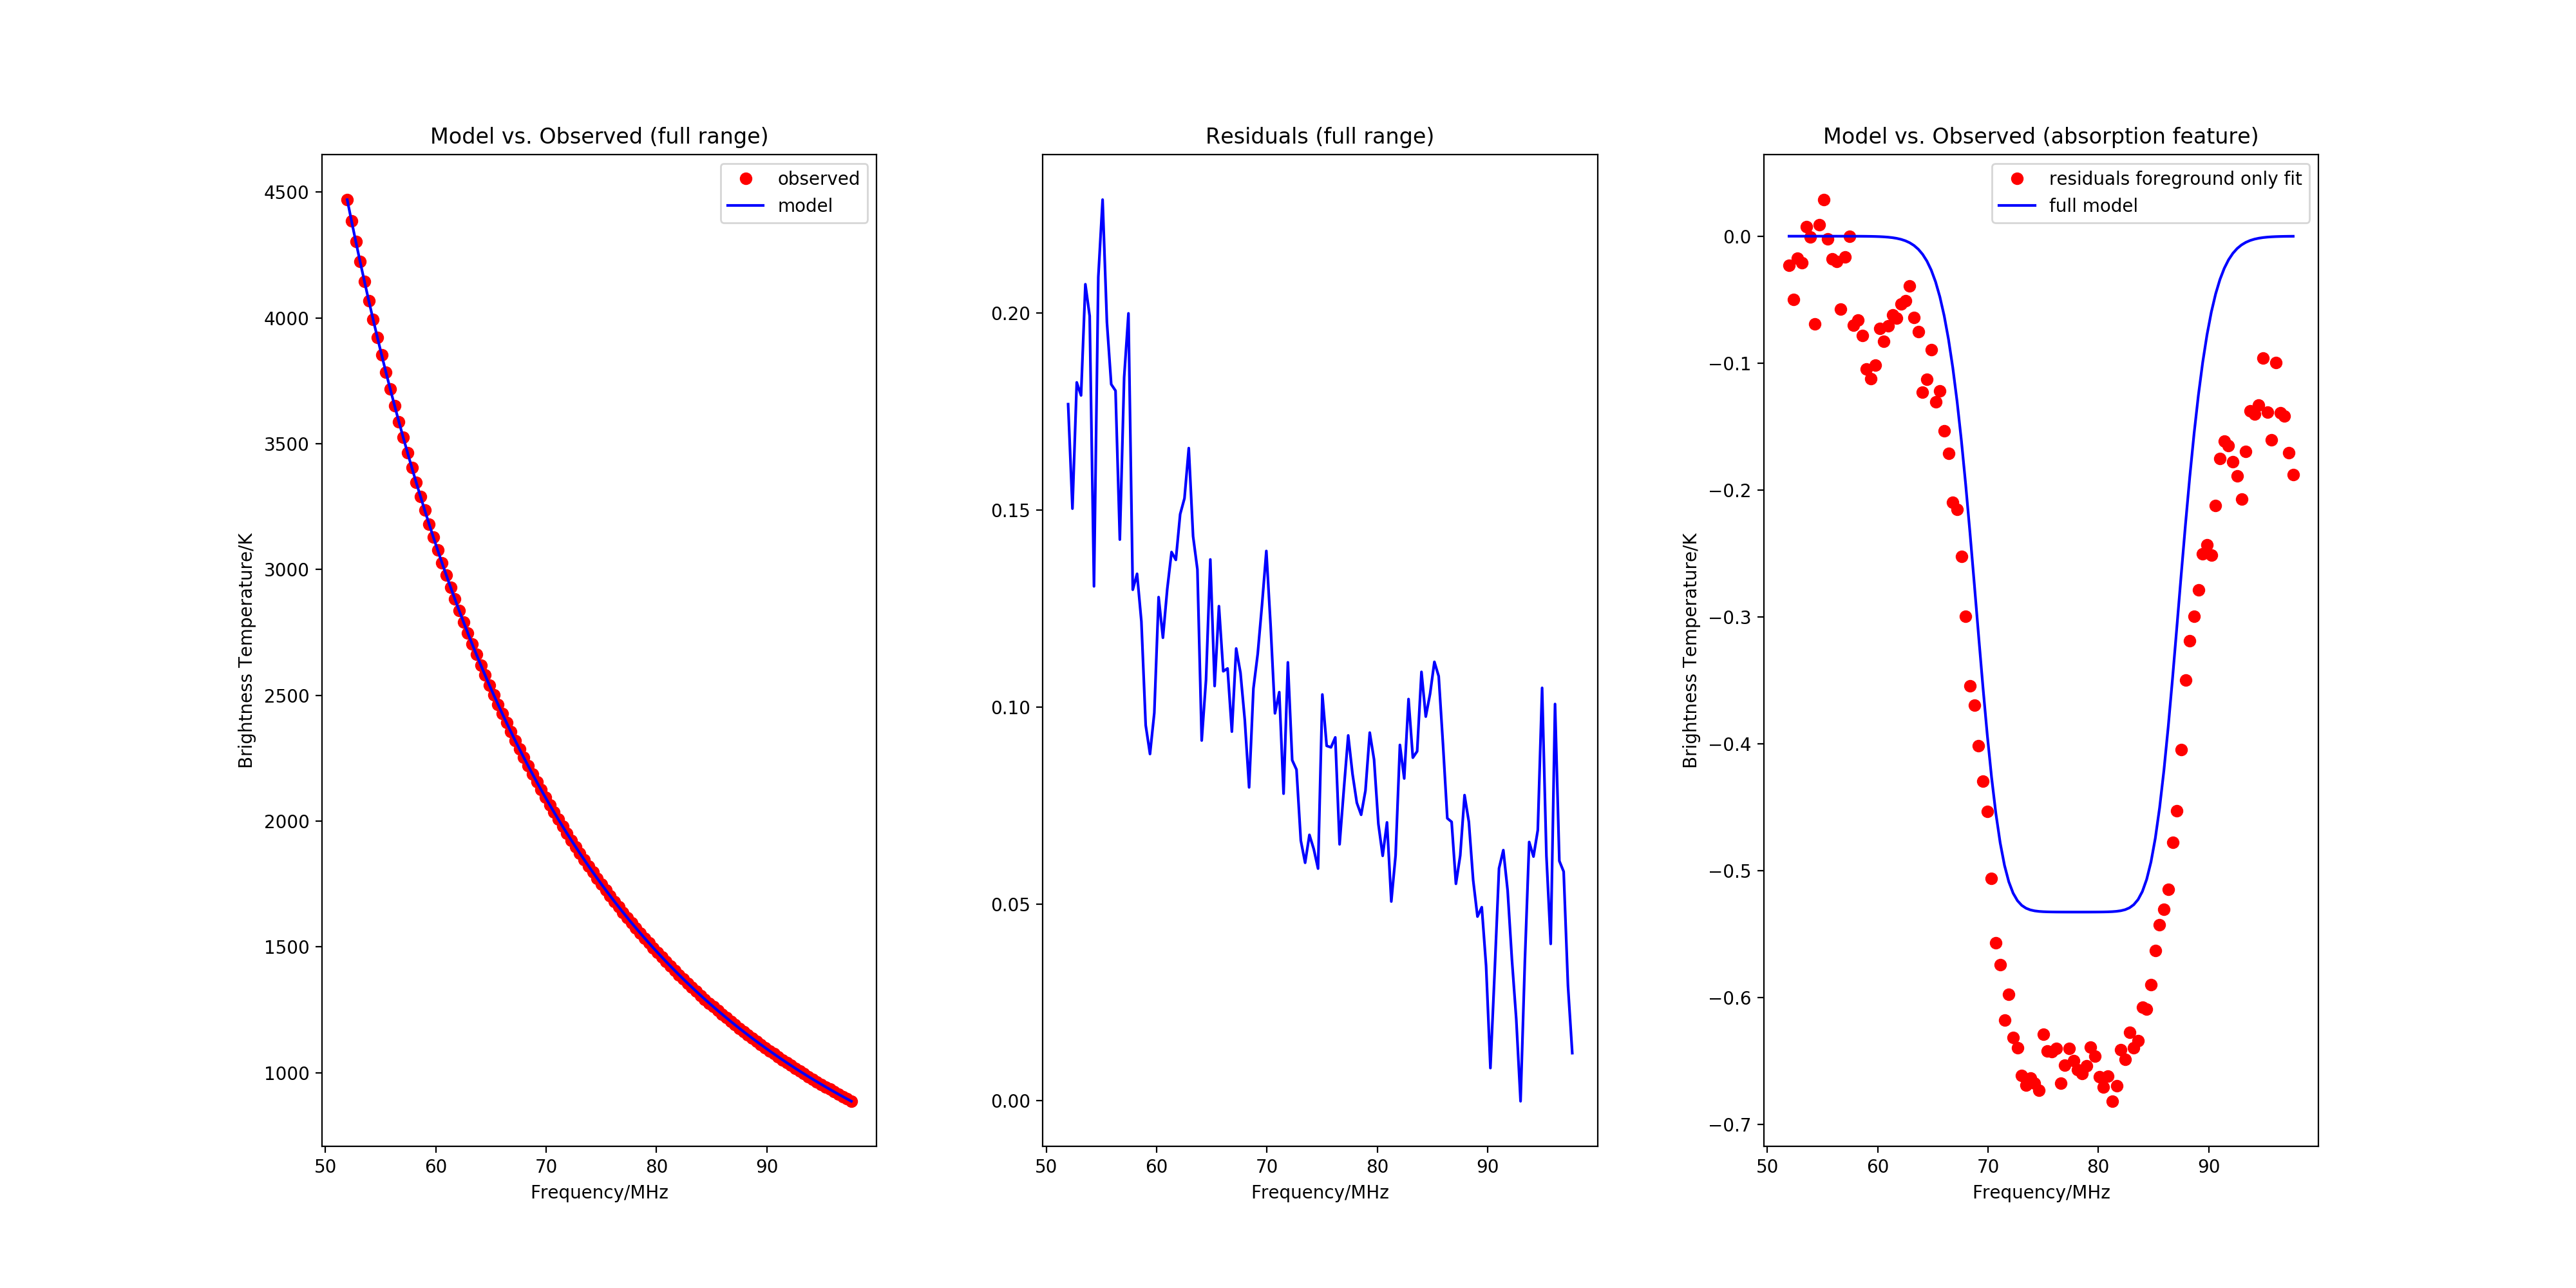 Model vs. Observed (full range)
observed
model
4500
4000
3500
3000
2500
2000
1500
1000
Brightness Temperature/K
50 60 70 80 90
Frequency/MHz
Residuals (full range)
0.20
0.15
0.10
0.05
0.00
50 60 70 80 90
Frequency/MHz
Model vs. Observed (absorption feature)
residuals foreground only fit
full model
0.0
−0.1
−0.2
−0.3
−0.4
−0.5
−0.6
−0.7
Brightness Temperature/K
50 60 70 80 90
Frequency/MHz